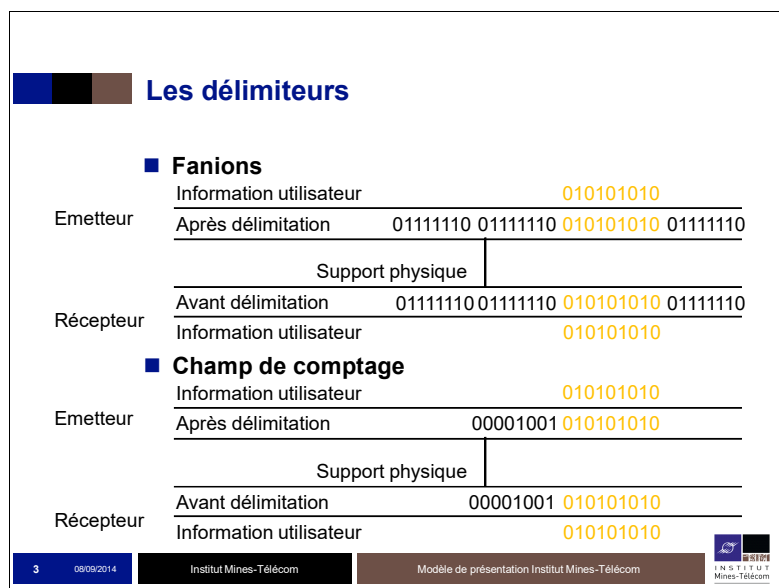 Les délimiteurs
Fanions
Information utilisateur 010101010
Emetteur
Après délimitation 01111110 01111110 010101010 01111110
Support physique
Avant délimitation 01111110 01111110 010101010 01111110
Récepteur
Information utilisateur 010101010
Champ de comptage
Information utilisateur 010101010
Emetteur
Après délimitation 00001001 010101010
Support physique
Avant délimitation 00001001 010101010
Récepteur
Information utilisateur 010101010
3 08/09/2014 Institut Mines-Télécom Modèle de présentation Institut Mines-Télécom
INSTITUT
Mines-Télécom